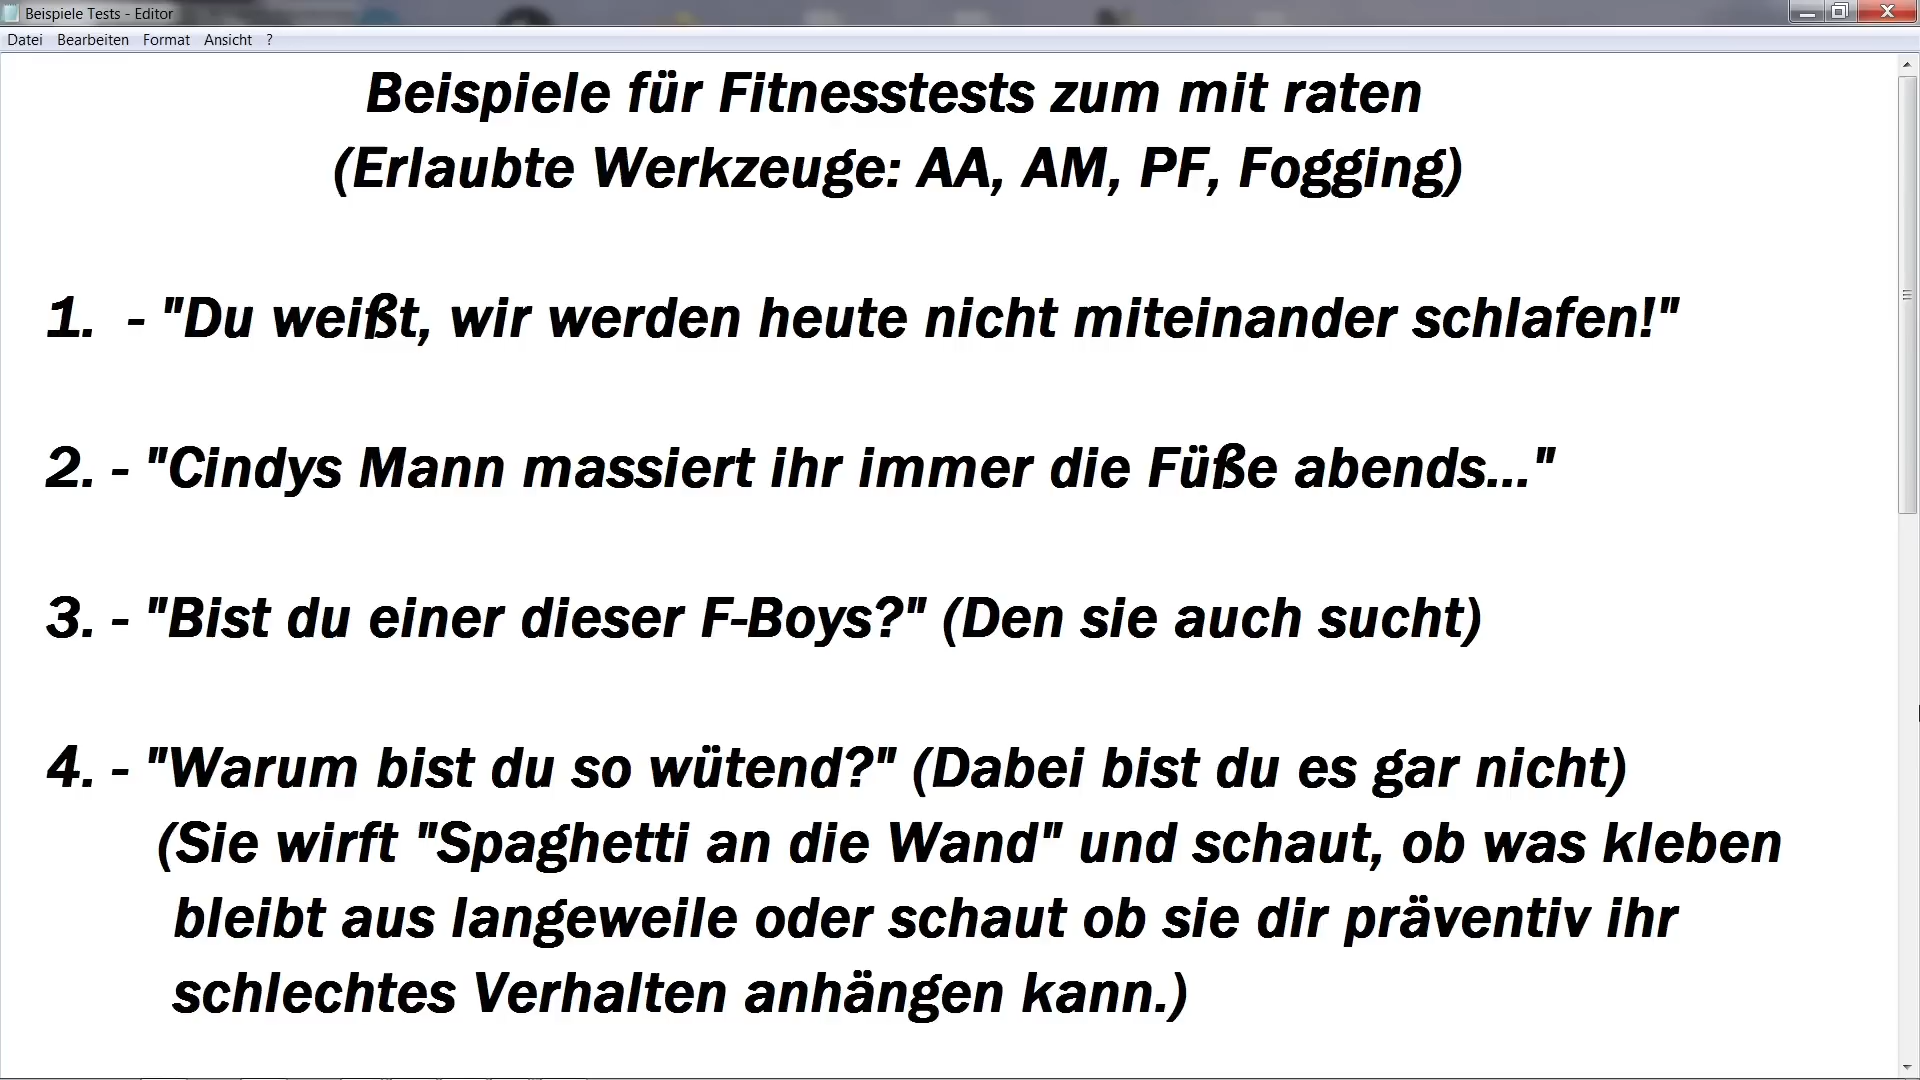 Beispiele Tests - Editor
Datei Bearbeiten Format Ansicht ?
Beispiele für Fitnesstests zum mit raten
(Erlaubte Werkzeuge: AA, AM, PF, Fogging)
1. - "Du weißt, wir werden heute nicht miteinander schlafen!"
2. - "Cindys Mann massiert ihr immer die Füße abends..."
3. - "Bist du einer dieser F-Boys?" (Den sie auch sucht)
4. - "Warum bist du so wütend?" (Dabei bist du es gar nicht)
(Sie wirft "Spaghetti an die Wand" und schaut, ob was kleben
bleibt aus langeweile oder schaut ob sie dir präventiv ihr
schlechtes Verhalten anhängen kann.)